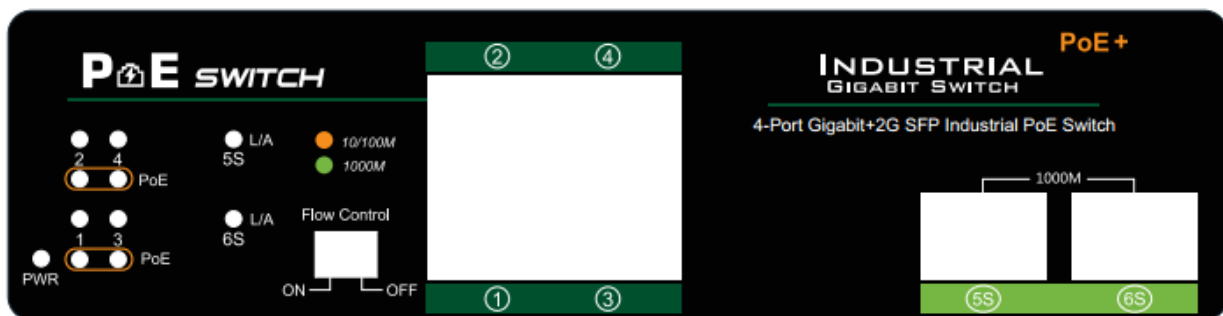 PoE SWITCH
2 4
PoE
1 3
PoE
PWR
L/A
5S
L/A
6S
10/100M
1000M
Flow Control
ON OFF
2 4
1 3
PoE+
INDUSTRIAL
GIGABIT SWITCH
4-Port Gigabit+2G SFP Industrial PoE Switch
1000M
5S 6S